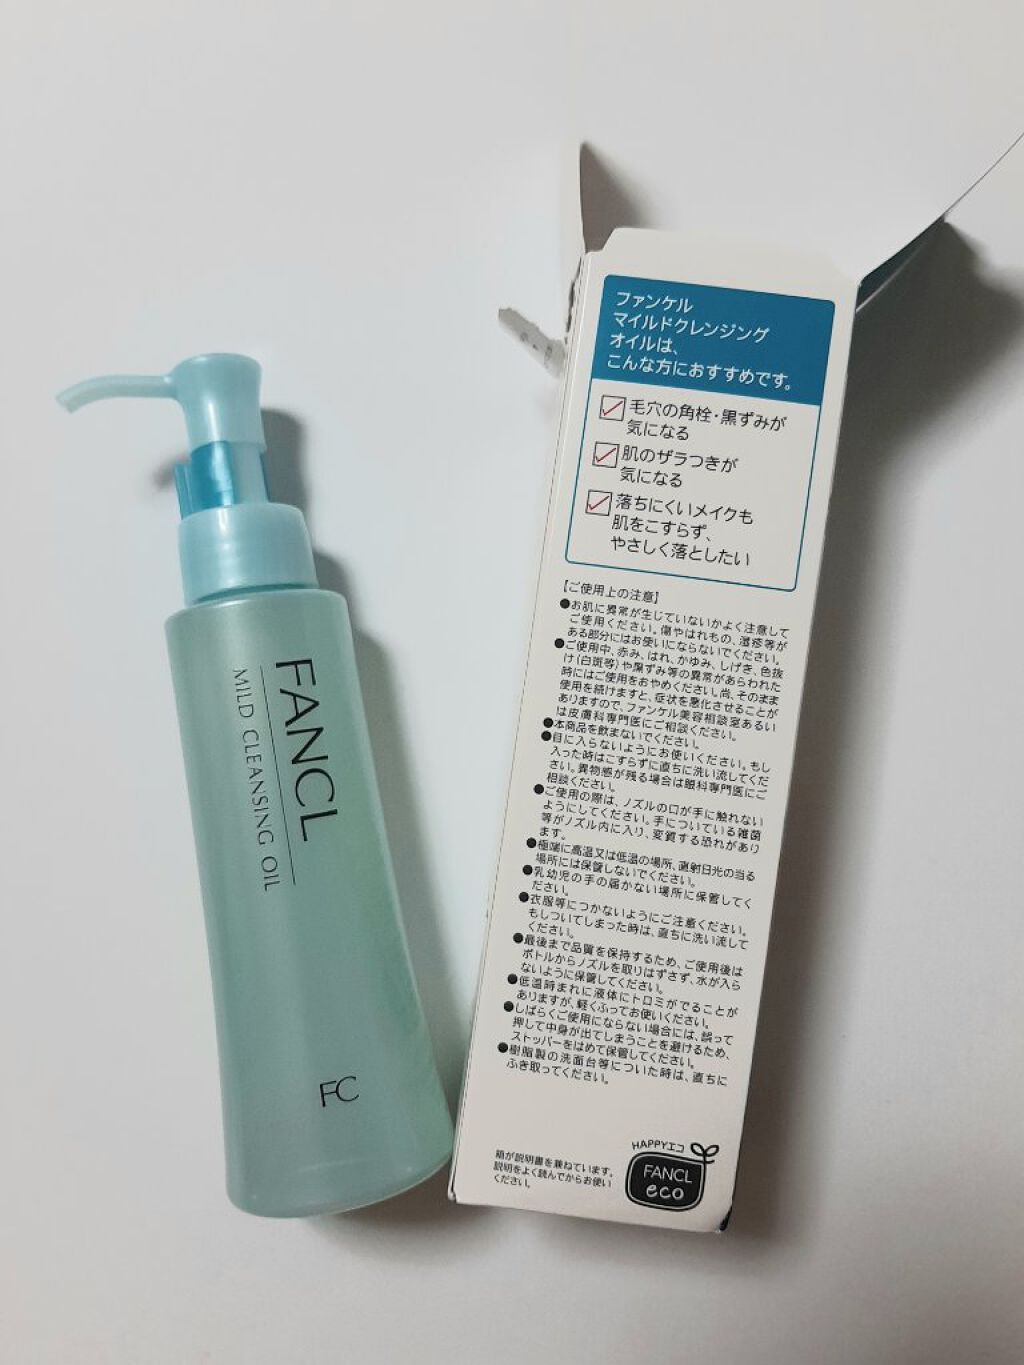 FANCL
MILD CLEANSING OIL
FC
ファンケル
マイルドクレンジング
オイルは、
こんな方におすすめです。
毛穴の角栓・黒ずみが
気になる
肌のザラつきが
気になる
落ちにくいメイクも
肌をこすらず、
やさしく落としたい
【ご使用上の注意】
●お肌に異常が生じていないかよく注意して
ご使用ください。傷やはれもの、湿疹等が
ある部分にはお使いにならないでください。
●ご使用中、赤み、はれ、かゆみ、しげき、色抜
け(白斑等)や黒ずみ等の異常があらわれた
時にはご使用をおやめください。尚、そのまま
使用を続けますと、症状を悪化させることが
ありますので、ファンケル美容相談室あるい
は皮膚科専門医にご相談ください。
●本商品を飲まないでください。
●目に入らないようにお使いください。もし
入った時はこすらずに直ちに洗い流してくだ
さい。異物感が残る場合は眼科専門医にご
相談ください。
●ご使用の際は、ノズルの口が手に触れない
ようにしてください。手についている雑菌
等がノズル内に入り、変質する恐れがあり
ます。
●極端に高温又は低温の場所、直射日光の当る
場所には保管しないでください。
●乳幼児の手の届かない場所に保管してく
ださい。
●衣服等につかないようにご注意ください。
もしついてしまった時は、直ちに洗い流して
ください。
●最後まで品質を保持するため、ご使用後は
ボトルからノズルを取りはずさず、水が入ら
ないように保管してください。
●低温時まれに液体にトロミがでることが
ありますが、軽くふってお使いください。
●しばらくご使用にならない場合には、誤って
押して中身が出てしまうことを避けるため、
ストッパーをはめて保管してください。
●樹脂製の洗面台等についた時は、直ちに
ふき取ってください。
箱が説明書を兼ねています。
説明をよく読んでからお使い
ください。
HAPPYエコ
FANCL
eco